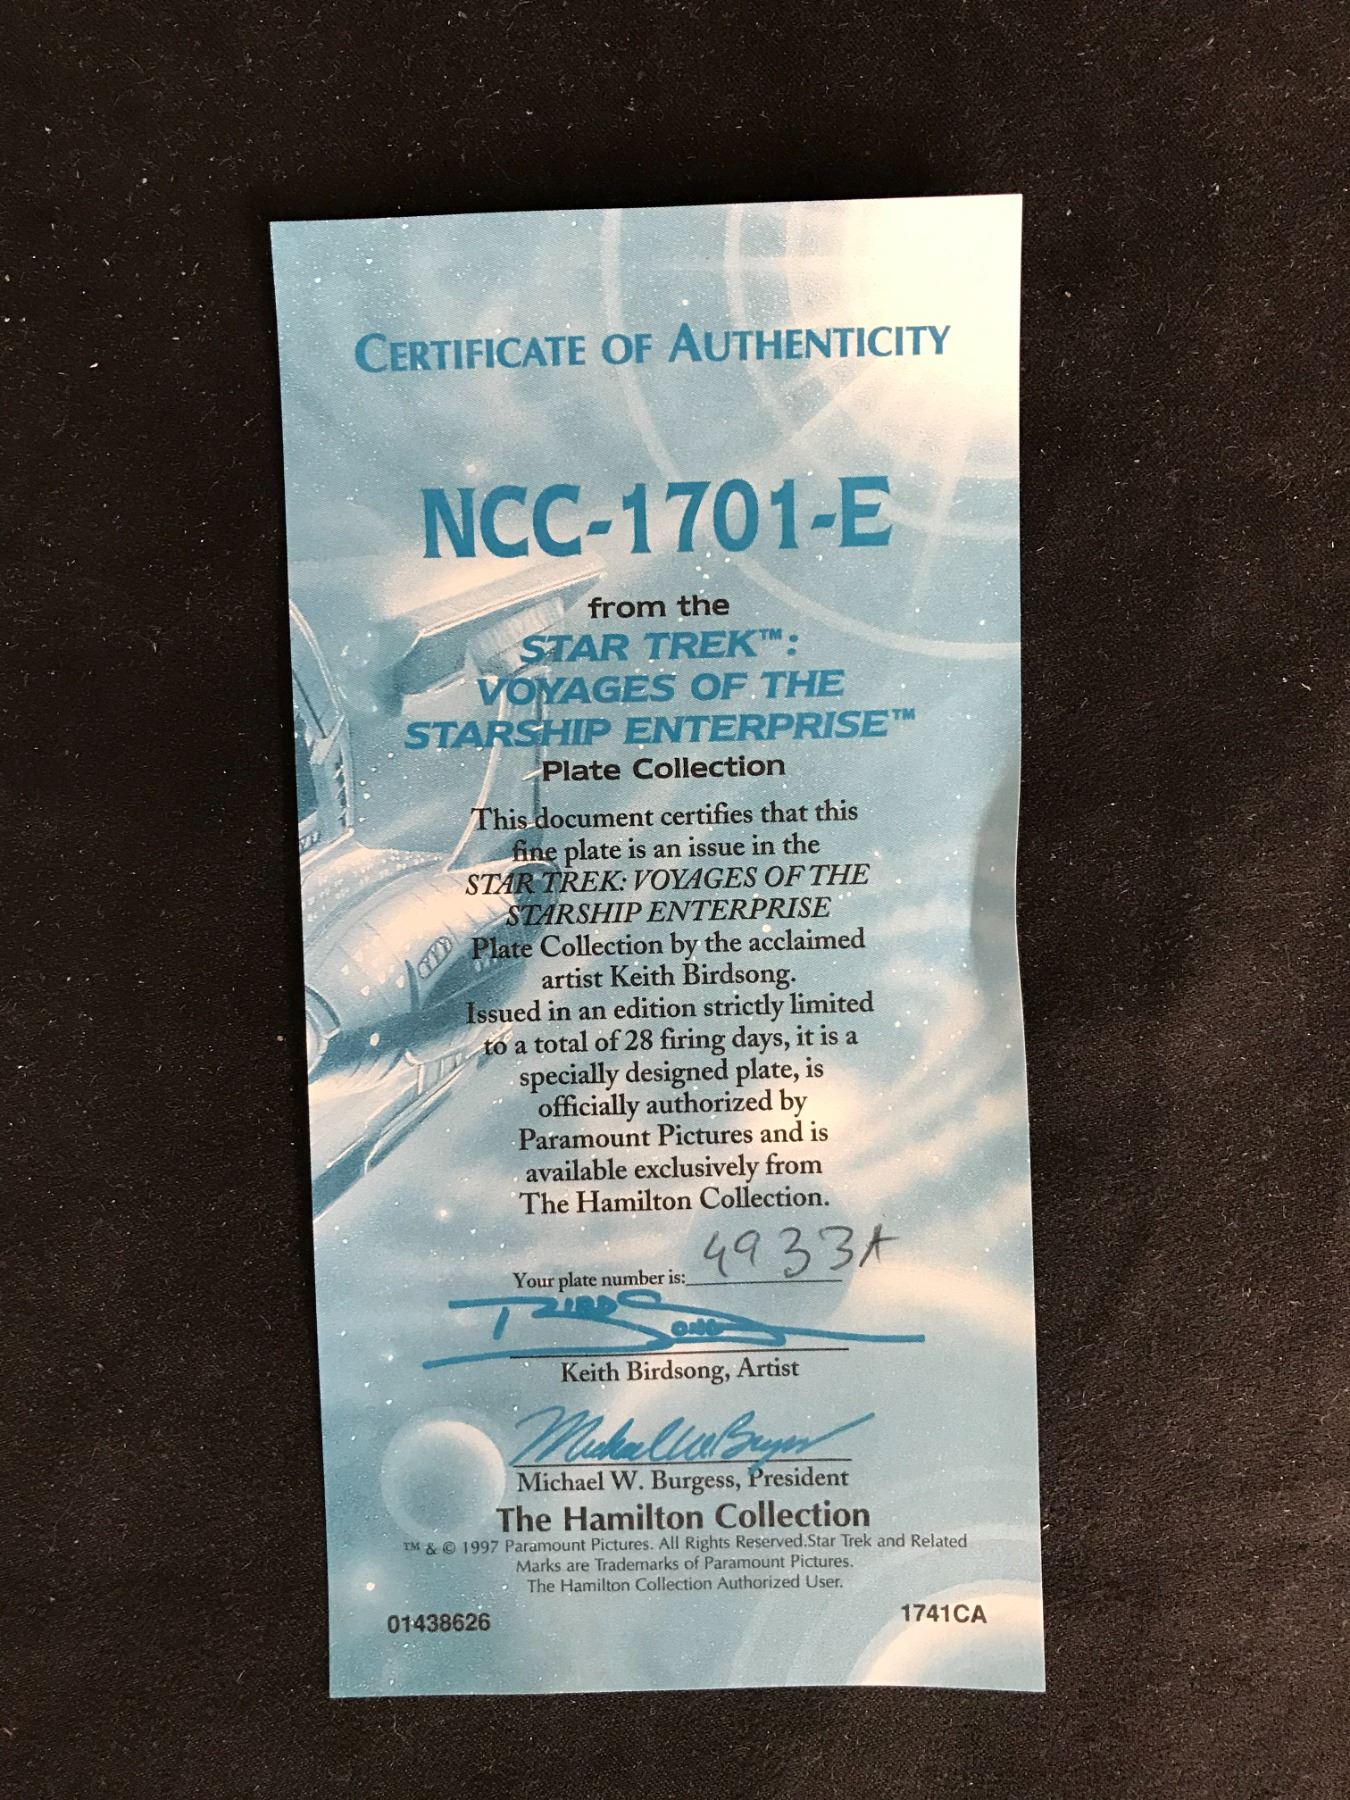 CERTIFICATE OF AUTHENTICITY
NCC-1701-E
from the
STAR TREK™:
VOYAGES OF THE
STARSHIP ENTERPRISE™
Plate Collection
This document certifies that this
fine plate is an issue in the
STAR TREK: VOYAGES OF THE
STARSHIP ENTERPRISE
Plate Collection by the acclaimed
artist Keith Birdsong.
Issued in an edition strictly limited
to a total of 28 firing days, it is a
specially designed plate, is
officially authorized by
Paramount Pictures and is
available exclusively from
The Hamilton Collection.
Your plate number is: 4933A
BIRDSONG
Keith Birdsong, Artist
Michael W. Burgess
Michael W. Burgess, President
The Hamilton Collection
™ & © 1997 Paramount Pictures. All Rights Reserved.Star Trek and Related
Marks are Trademarks of Paramount Pictures.
The Hamilton Collection Authorized User.
01438626
1741CA